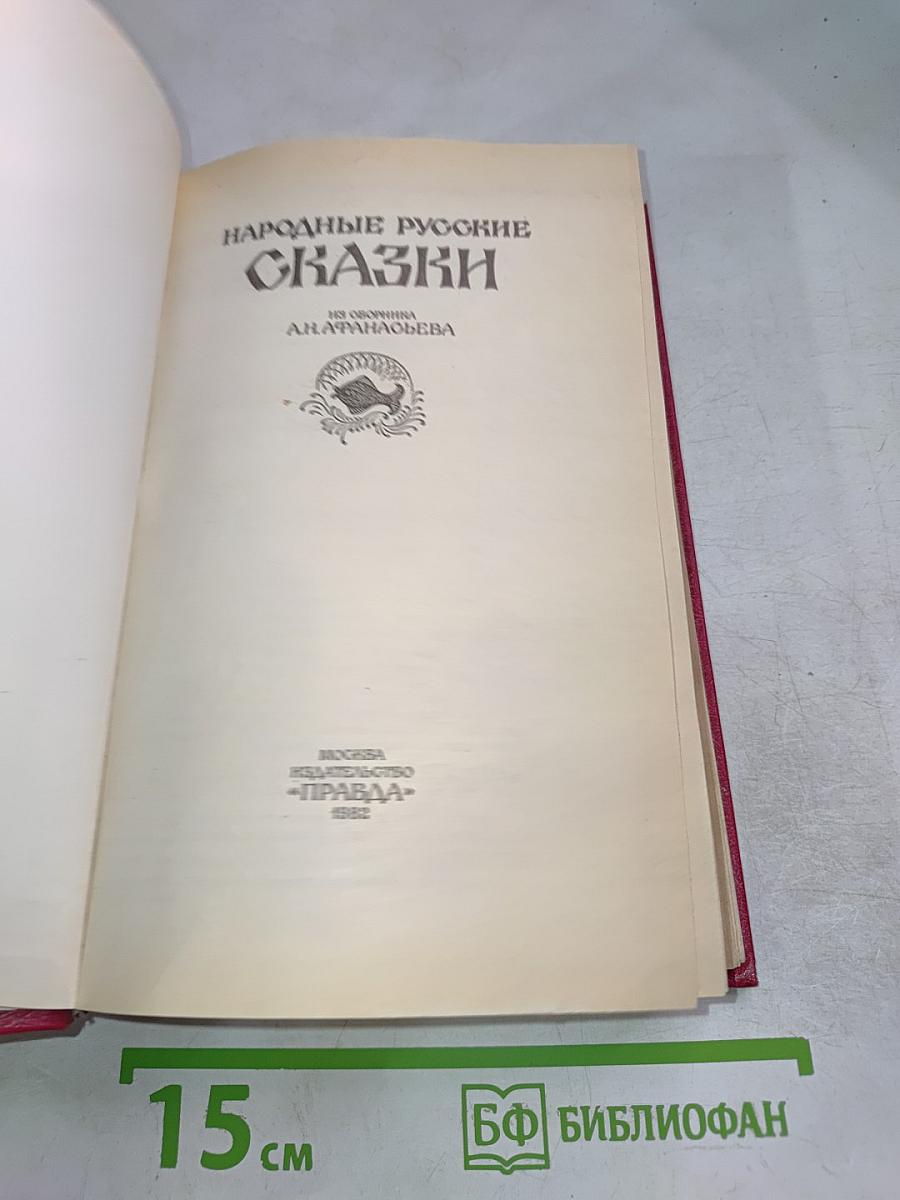 НАРОДНЫЕ РУССКИЕ
СКАЗКИ
ИЗ СБОРНИКА
А.Н.АФАНАСЬЕВА
МОСКВА
ИЗДАТЕЛЬСТВО
«ПРАВДА»
1982
15 см
БФ БИБЛИОФАН